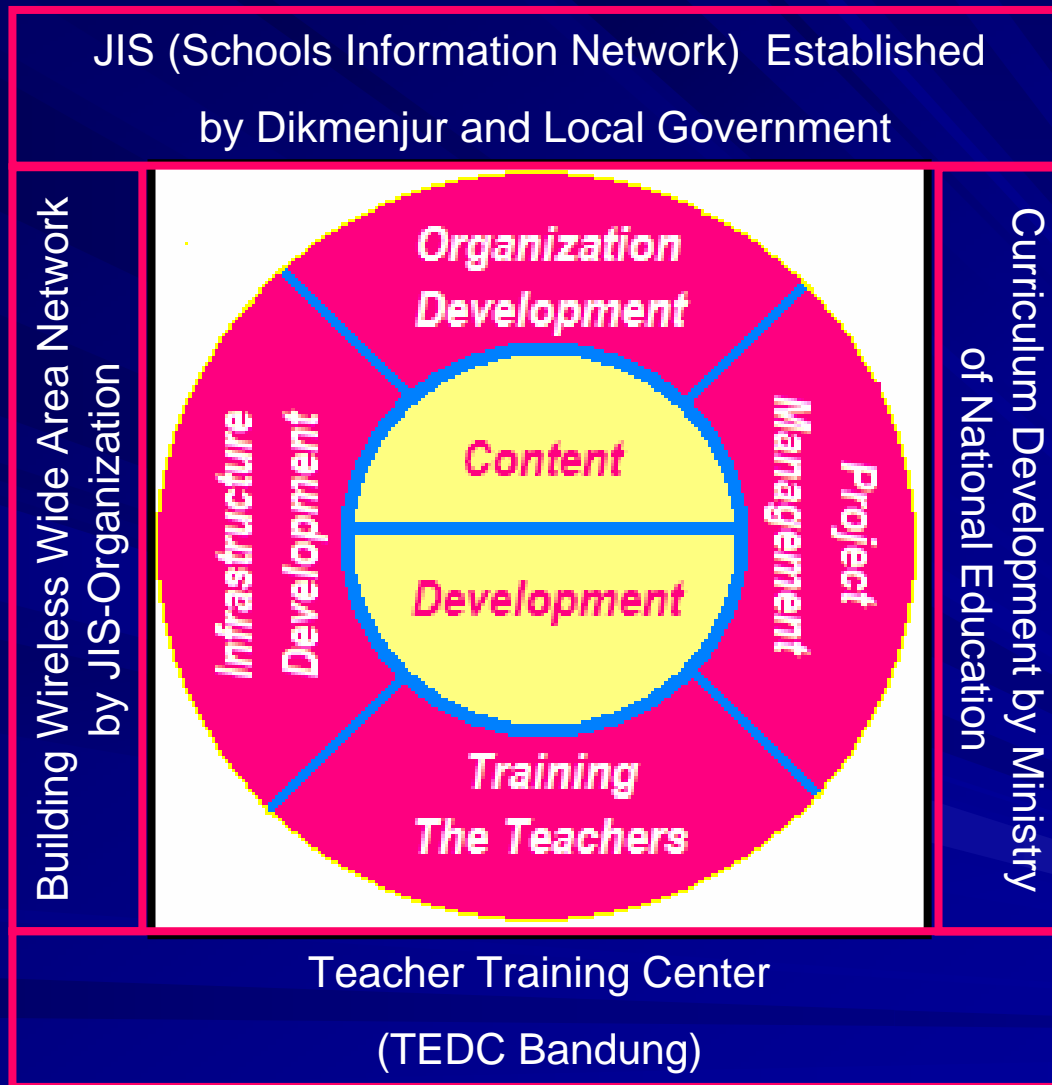 JIS (Schools Information Network) Established
by Dikmenjur and Local Government
Building Wireless Wide Area Network
by JIS-Organization
Organization
Development
Infrastructure
Development
Content
Development
Project
Management
Training
The Teachers
Curriculum Development by Ministry
of National Education
Teacher Training Center
(TEDC Bandung)